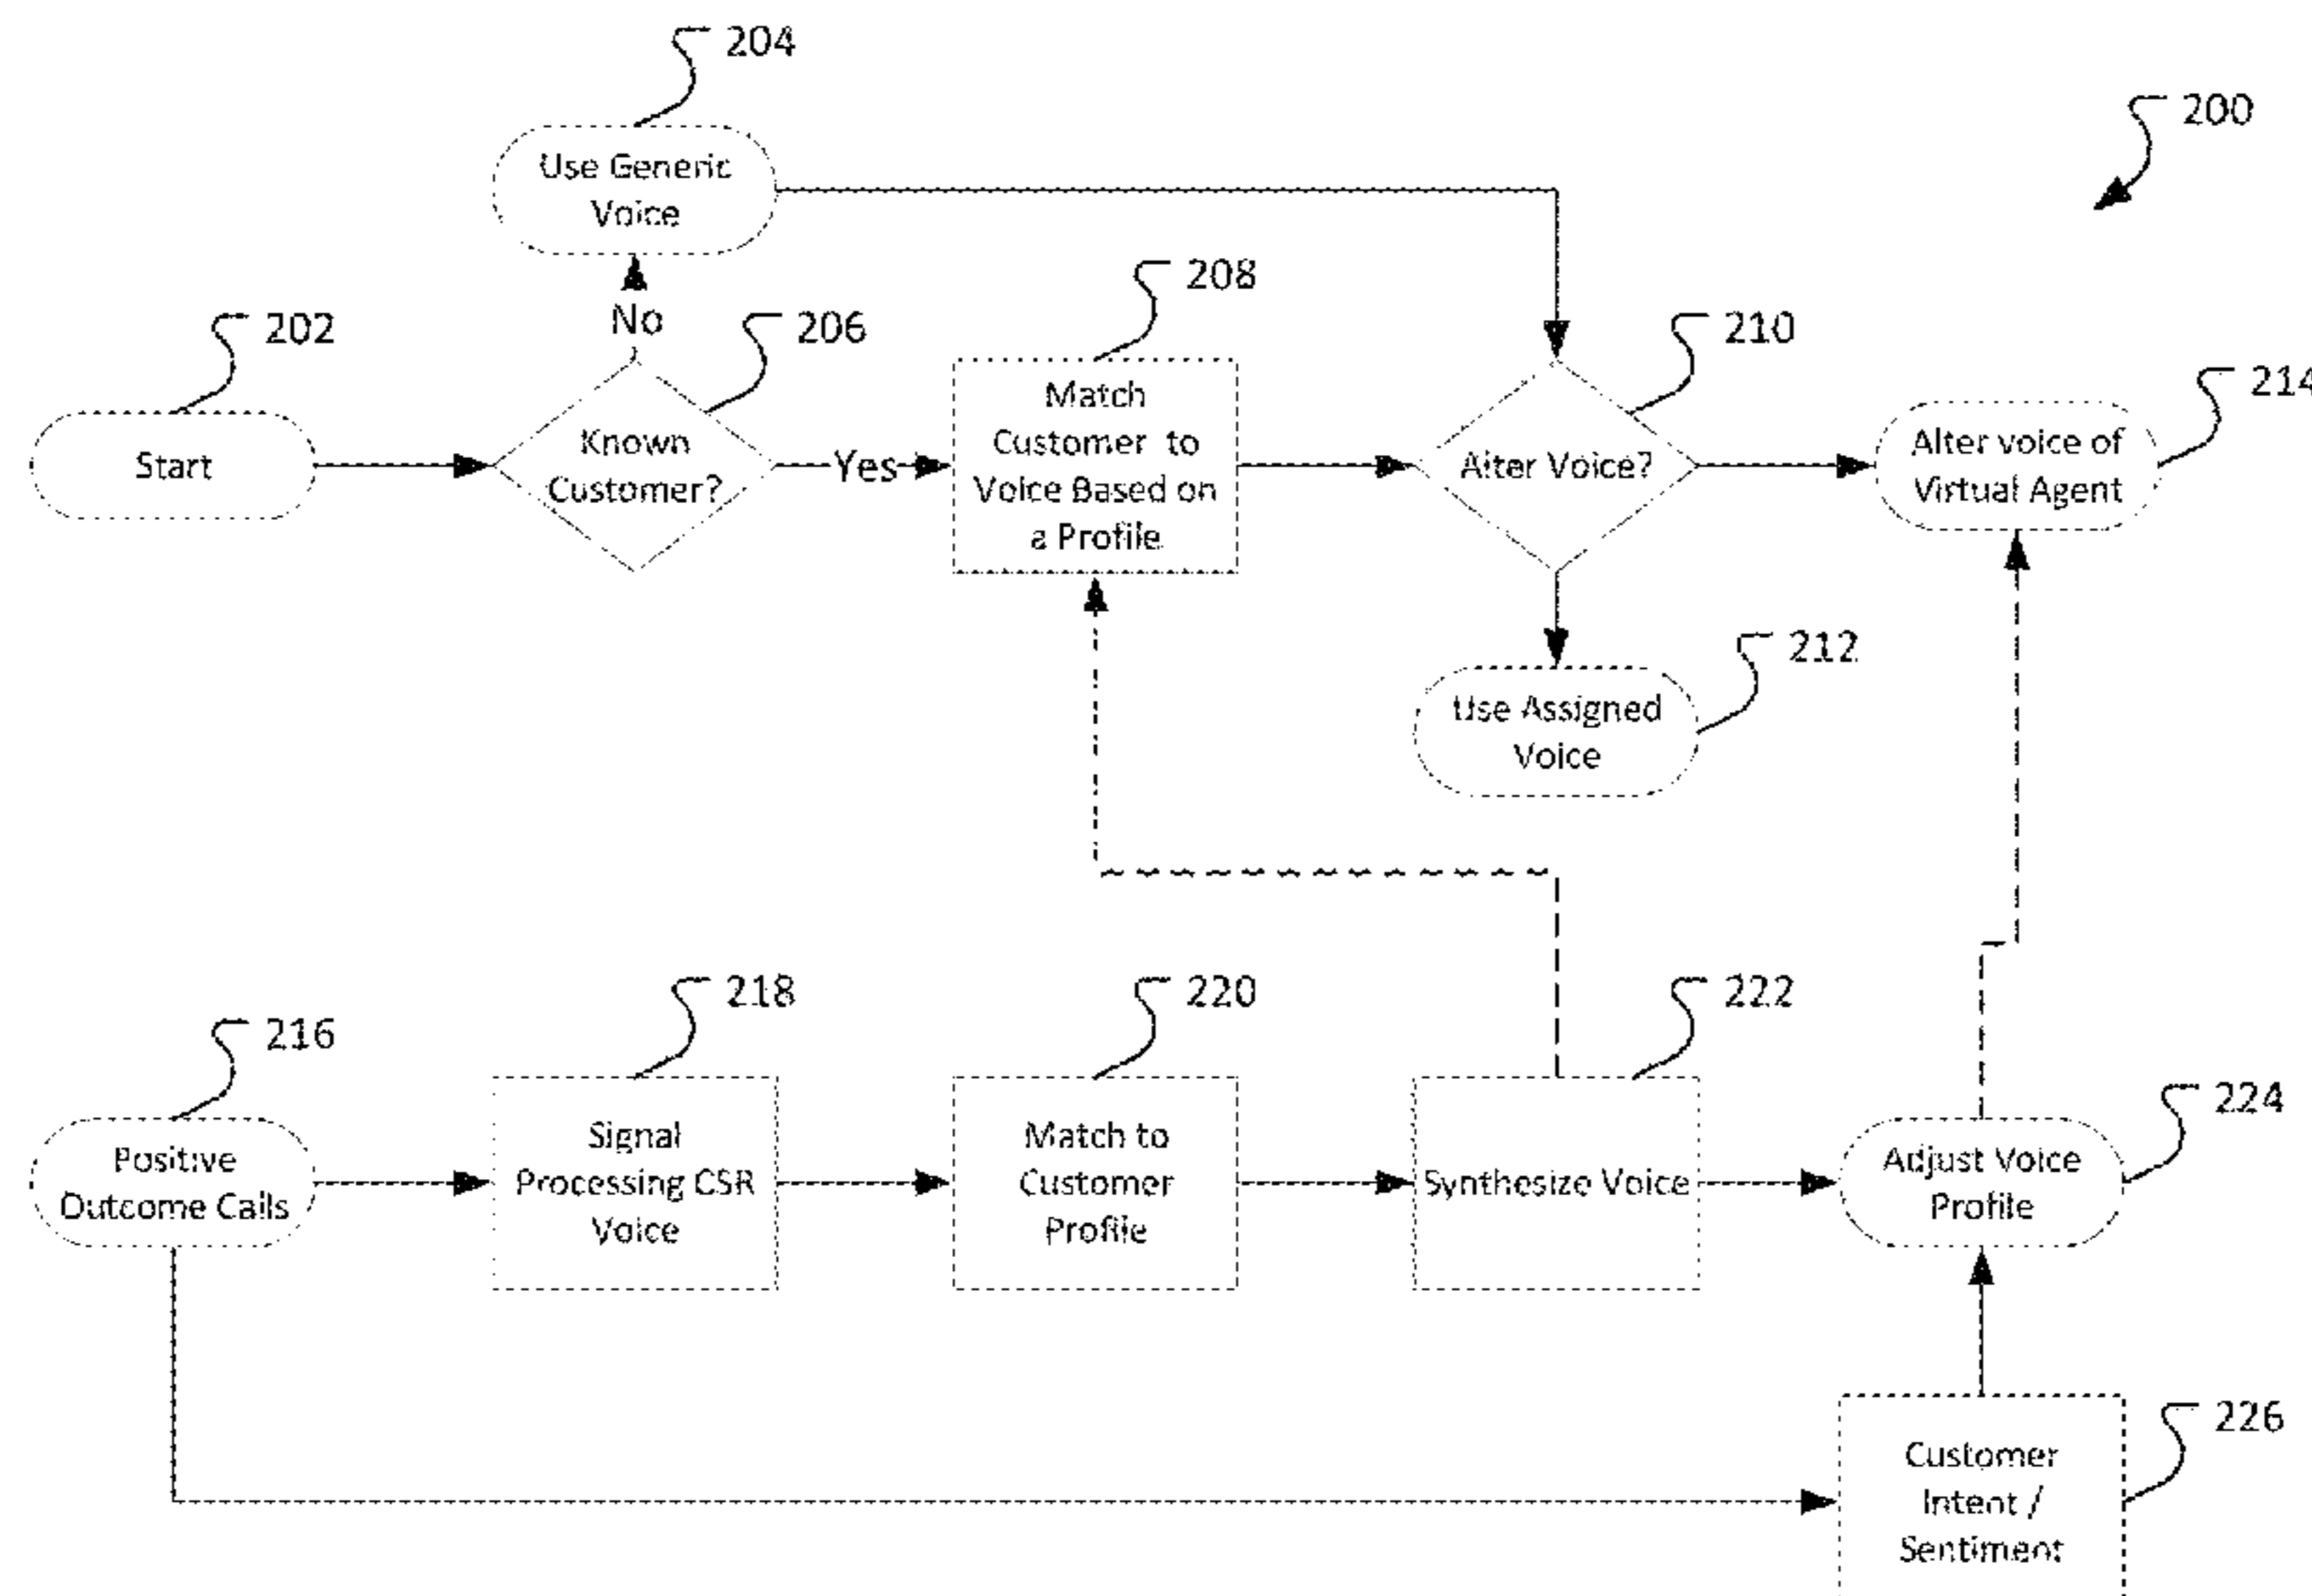 204
200
Use Generic
Voice
208
No
202
206
210
214
Match
Customer to
Voice Based on
a Profile
Start
Known
Customer?
Yes
Alter Voice?
Alter voice of
Virtual Agent
212
Use Assigned
Voice
218
220
222
216
224
Positive
Outcome Calls
Signal
Processing CSR
Voice
Match to
Customer
Profile
Synthesize Voice
Adjust Voice
Profile
226
Customer
Intent /
Sentiment